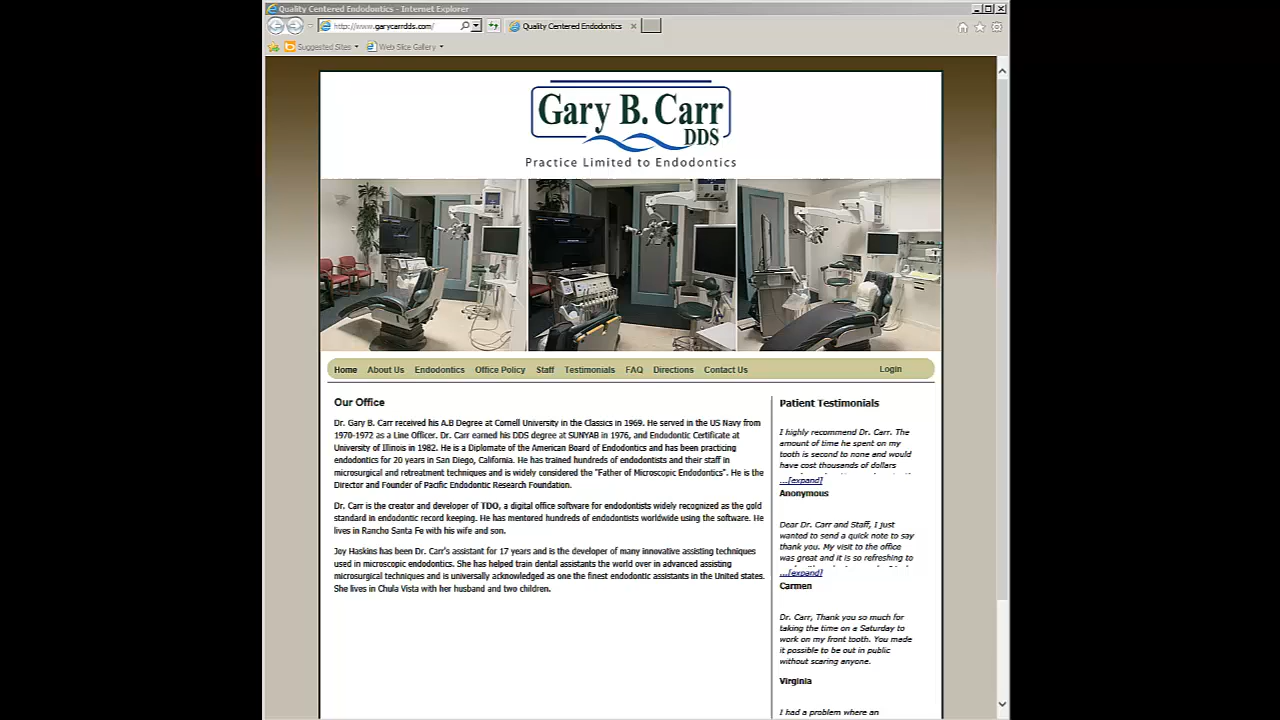 Quality Centered Endodontics - Internet Explorer
http://www.garycarrdds.com/
Quality Centered Endodontics
Suggested Sites
Web Slice Gallery
Gary B. Carr
DDS
Practice Limited to Endodontics
Home About Us Endodontics Office Policy Staff Testimonials FAQ Directions Contact Us Login
Our Office
Dr. Gary B. Carr received his A.B Degree at Cornell University in the Classics in 1969. He served in the US Navy from
1970-1972 as a Line Officer. Dr. Carr earned his DDS degree at SUNYAB in 1976, and Endodontic Certificate at
University of Illinois in 1982. He is a Diplomate of the American Board of Endodontics and has been practicing
endodontics for 20 years in San Diego, California. He has trained hundreds of endodontists and their staff in
microsurgical and retreatment techniques and is widely considered the "Father of Microscopic Endodontics". He is the
Director and Founder of Pacific Endodontic Research Foundation.
Dr. Carr is the creator and developer of TDO, a digital office software for endodontists widely recognized as the gold
standard in endodontic record keeping. He has mentored hundreds of endodontists worldwide using the software. He
lives in Rancho Santa Fe with his wife and son.
Joy Haskins has been Dr. Carr's assistant for 17 years and is the developer of many innovative assisting techniques
used in microscopic endodontics. She has helped train dental assistants the world over in advanced assisting
microsurgical techniques and is universally acknowledged as one the finest endodontic assistants in the United states.
She lives in Chula Vista with her husband and two children.
Patient Testimonials
I highly recommend Dr. Carr. The
amount of time he spent on my
tooth is second to none and would
have cost thousands of dollars
...[expand]
Anonymous
Dear Dr. Carr and Staff, I just
wanted to send a quick note to say
thank you. My visit to the office
was great and it is so refreshing to
...[expand]
Carmen
Dr. Carr, Thank you so much for
taking the time on a Saturday to
work on my front tooth. You made
it possible to be out in public
without scaring anyone.
Virginia
I had a problem where an